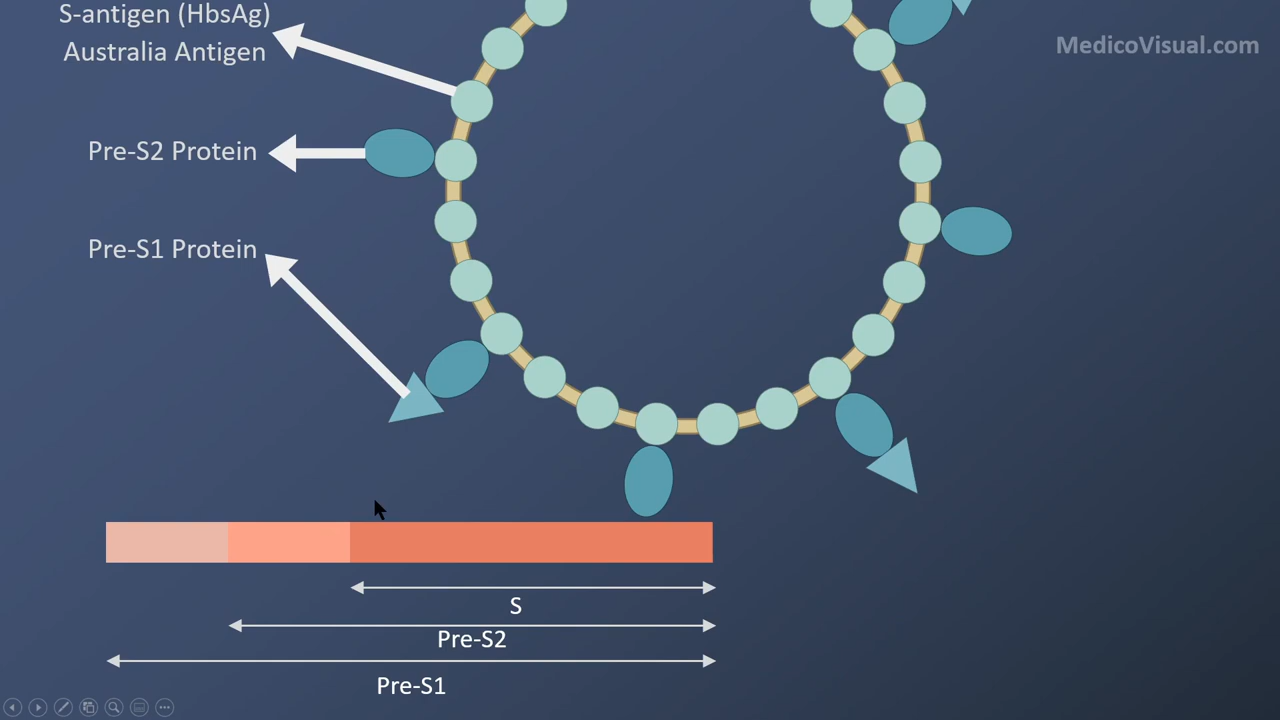 S-antigen (HbsAg)
Australia Antigen
MedicoVisual.com
Pre-S2 Protein
Pre-S1 Protein
S
Pre-S2
Pre-S1